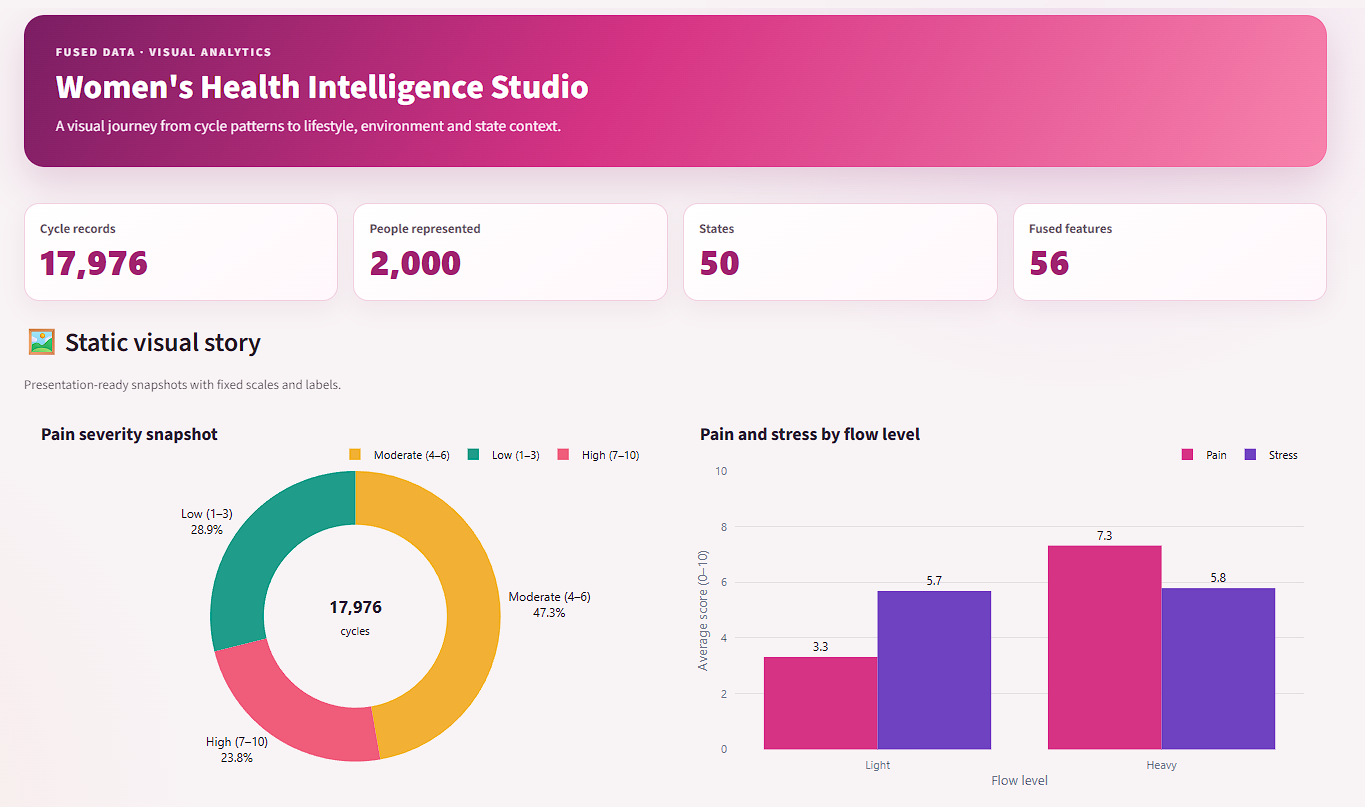 FUSED DATA · VISUAL ANALYTICS
Women's Health Intelligence Studio
A visual journey from cycle patterns to lifestyle, environment and state context.
Cycle records
17,976
People represented
2,000
States
50
Fused features
56
Static visual story
Presentation-ready snapshots with fixed scales and labels.
Pain severity snapshot
Moderate (4–6) Low (1–3) High (7–10)
Low (1–3)
28.9%
Moderate (4–6)
47.3%
17,976
cycles
High (7–10)
23.8%
Pain and stress by flow level
Pain Stress
10
8
6
4
2
0
Average score (0–10)
3.3
5.7
7.3
5.8
Light
Heavy
Flow level